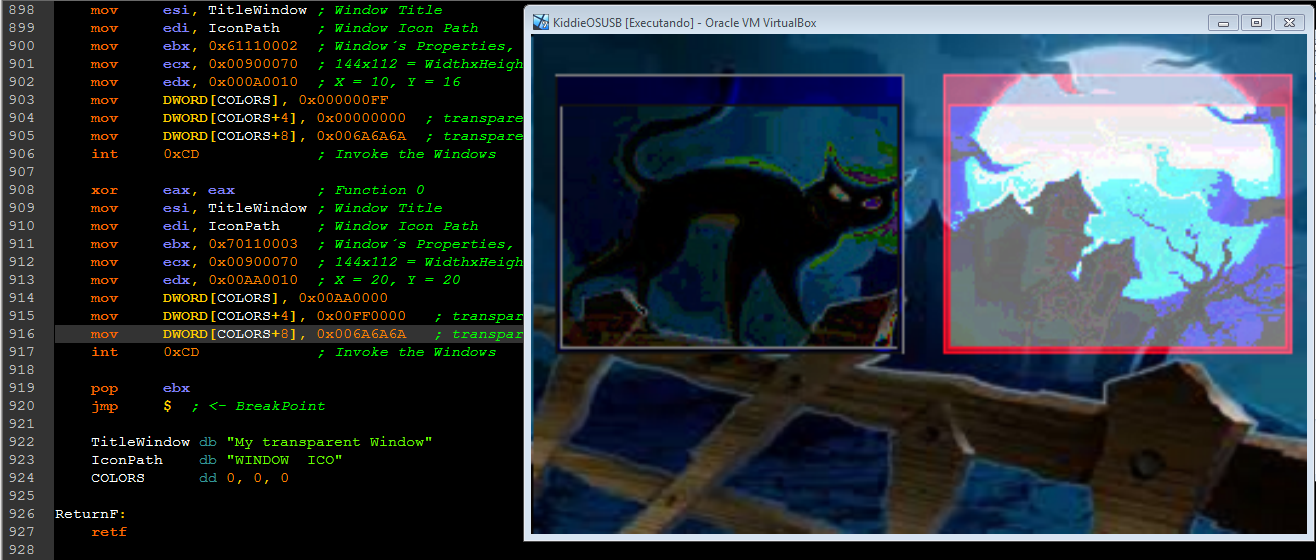 898 mov esi, TitleWindow ; Window Title
899 mov edi, IconPath ; Window Icon Path
900 mov ebx, 0x61110002 ; Window´s Properties,
901 mov ecx, 0x00900070 ; 144x112 = WidthxHeigh
902 mov edx, 0x000A0010 ; X = 10, Y = 16
903 mov DWORD[COLORS], 0x000000FF
904 mov DWORD[COLORS+4], 0x00000000 ; transpare
905 mov DWORD[COLORS+8], 0x006A6A6A ; transpare
906 int 0xCD ; Invoke the Windows
907
908 xor eax, eax ; Function 0
909 mov esi, TitleWindow ; Window Title
910 mov edi, IconPath ; Window Icon Path
911 mov ebx, 0x70110003 ; Window´s Properties,
912 mov ecx, 0x00900070 ; 144x112 = WidthxHeigh
913 mov edx, 0x00AA0010 ; X = 20, Y = 20
914 mov DWORD[COLORS], 0x00AA0000
915 mov DWORD[COLORS+4], 0x00FF0000 ; transpar
916 mov DWORD[COLORS+8], 0x006A6A6A ; transpar
917 int 0xCD ; Invoke the Windows
918
919 pop ebx
920 jmp $ ; <- BreakPoint
921
922 TitleWindow db "My transparent Window"
923 IconPath db "WINDOW  ICO"
924 COLORS dd 0, 0, 0
925
926 ReturnF:
927 retf
928
KiddieOSUSB [Executando] - Oracle VM VirtualBox